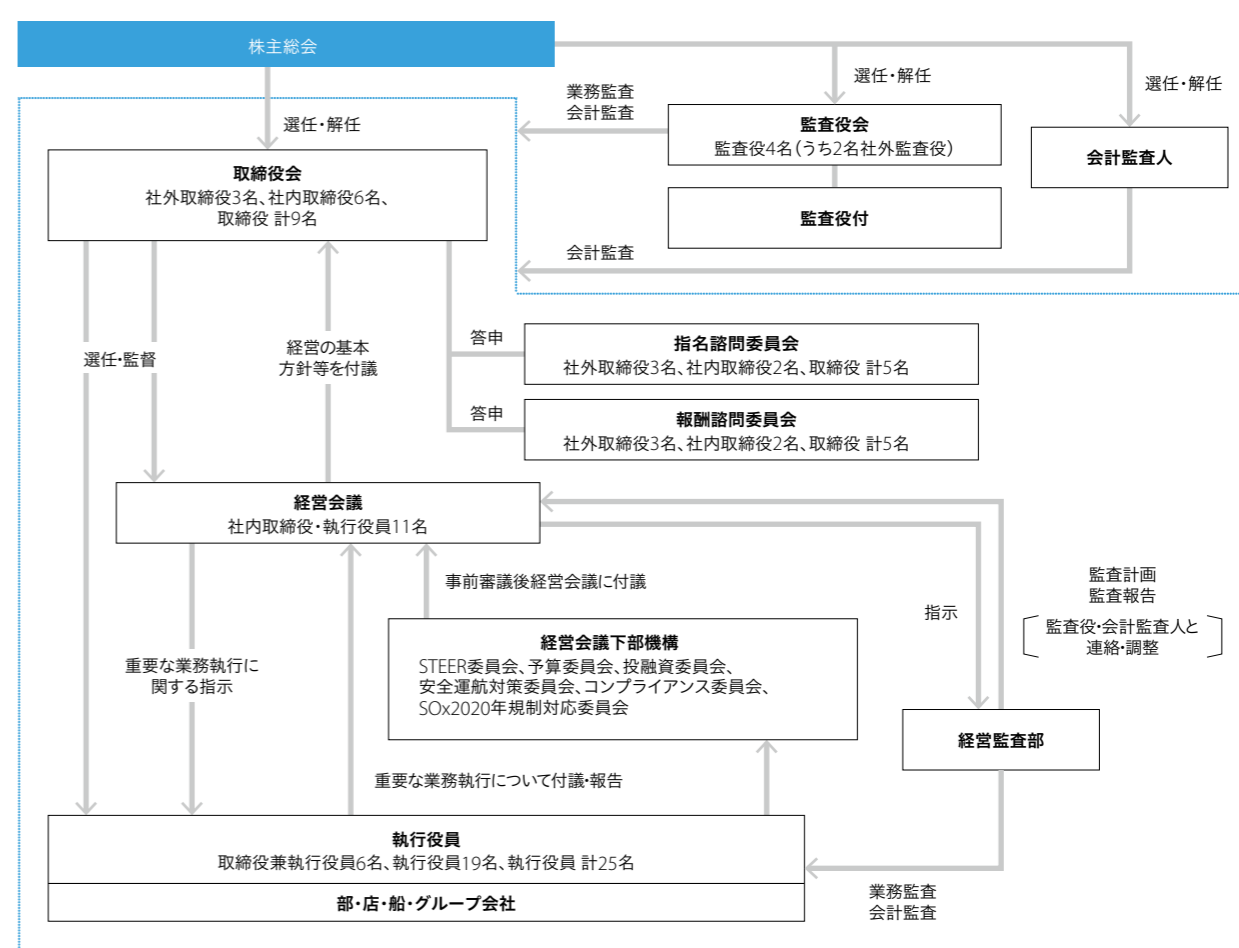 株主総会
選任・解任
選任・解任
選任・解任
業務監査
会計監査
監査役会
監査役4名(うち2名社外監査役)
会計監査人
監査役付
取締役会
社外取締役3名、社内取締役6名、
取締役 計9名
会計監査
選任・監督
経営の基本
方針等を付議
答申
指名諮問委員会
社外取締役3名、社内取締役2名、取締役 計5名
答申
報酬諮問委員会
社外取締役3名、社内取締役2名、取締役 計5名
経営会議
社内取締役・執行役員11名
事前審議後経営会議に付議
指示
監査計画
監査報告
監査役・会計監査人と
連絡・調整
経営会議下部機構
STEER委員会、予算委員会、投融資委員会、
安全運航対策委員会、コンプライアンス委員会、
SOx2020年規制対応委員会
重要な業務執行に
関する指示
経営監査部
重要な業務執行について付議・報告
執行役員
取締役兼執行役員6名、執行役員19名、執行役員 計25名
部・店・船・グループ会社
業務監査
会計監査